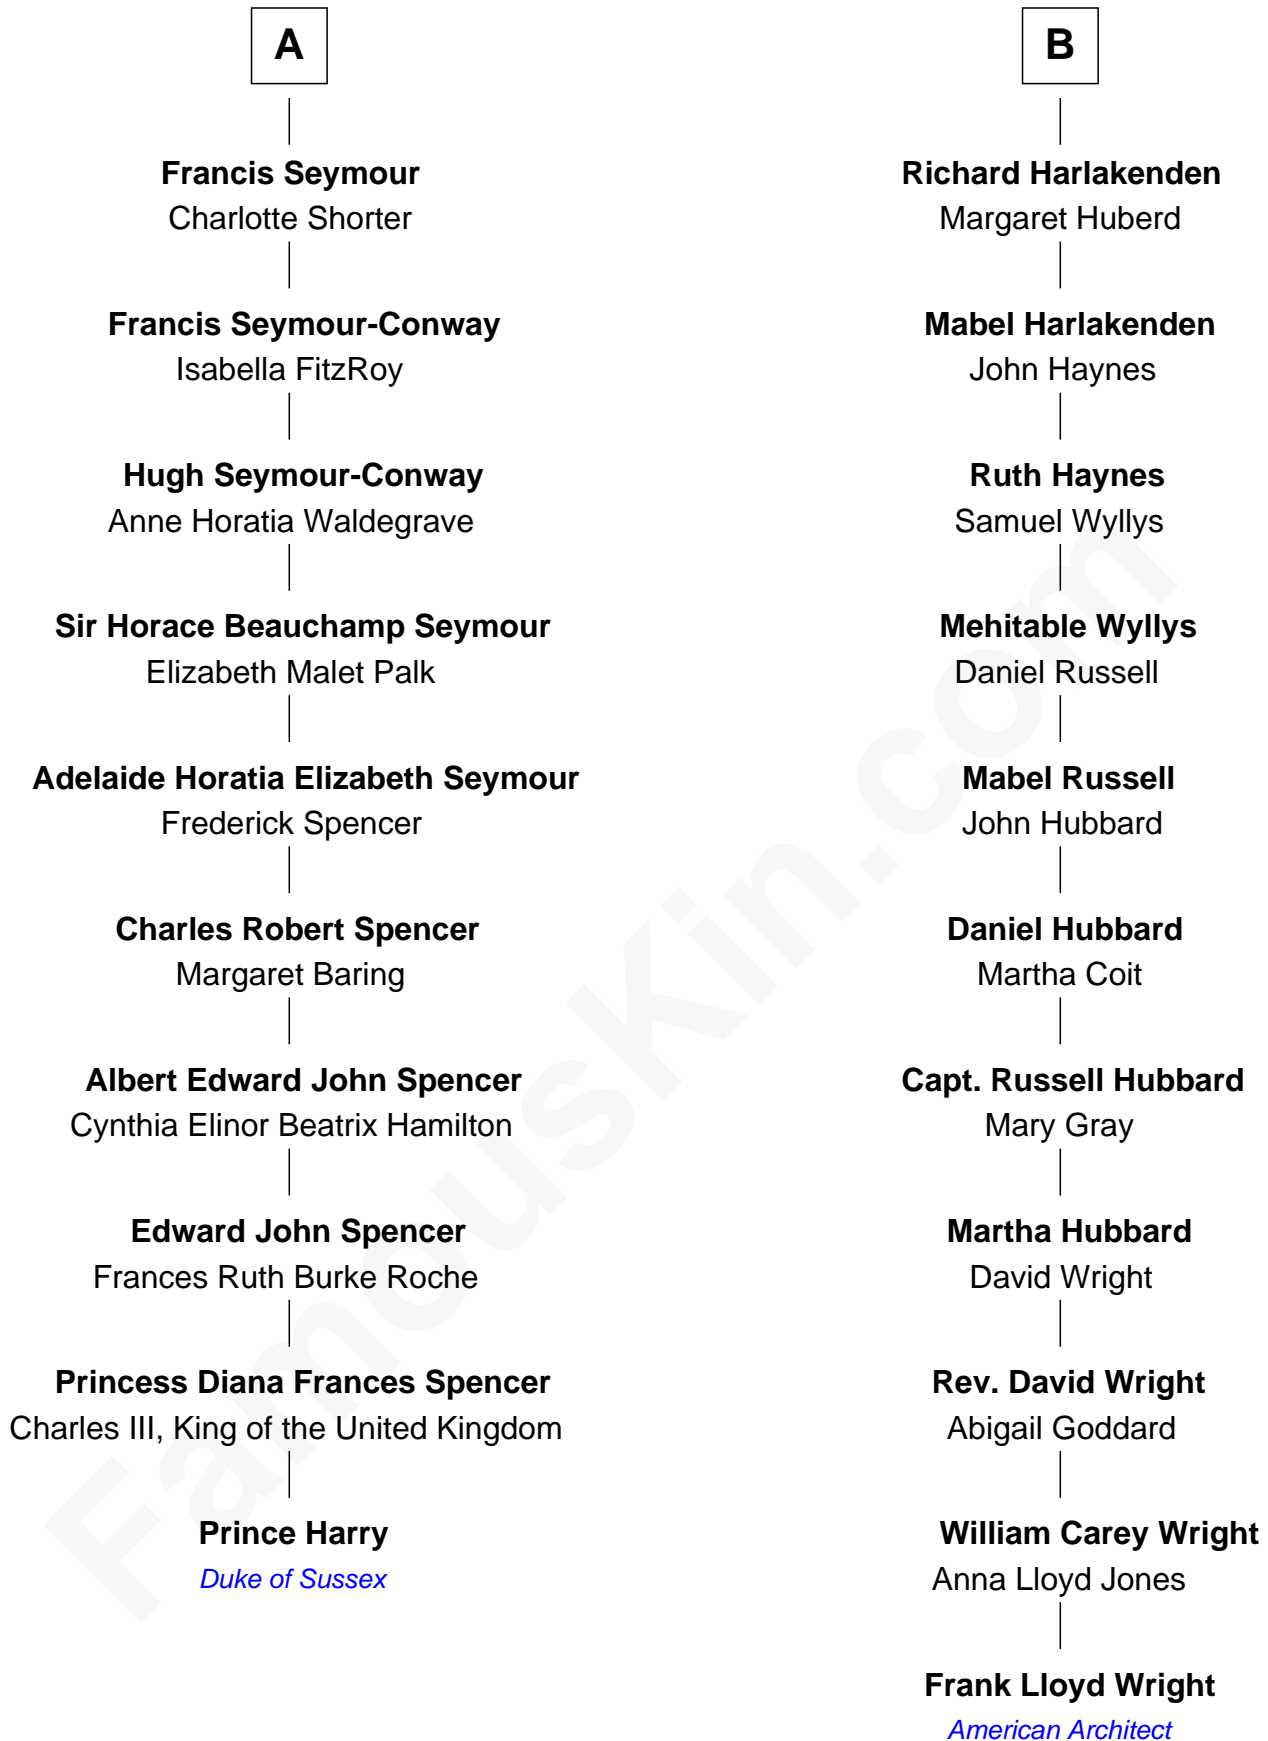 A
Francis Seymour
Charlotte Shorter
Francis Seymour-Conway
Isabella FitzRoy
Hugh Seymour-Conway
Anne Horatia Waldegrave
Sir Horace Beauchamp Seymour
Elizabeth Malet Palk
Adelaide Horatia Elizabeth Seymour
Frederick Spencer
Charles Robert Spencer
Margaret Baring
Albert Edward John Spencer
Cynthia Elinor Beatrix Hamilton
Edward John Spencer
Frances Ruth Burke Roche
Princess Diana Frances Spencer
Charles III, King of the United Kingdom
Prince Harry
Duke of Sussex
B
Richard Harlakenden
Margaret Huberd
Mabel Harlakenden
John Haynes
Ruth Haynes
Samuel Wyllys
Mehitable Wyllys
Daniel Russell
Mabel Russell
John Hubbard
Daniel Hubbard
Martha Coit
Capt. Russell Hubbard
Mary Gray
Martha Hubbard
David Wright
Rev. David Wright
Abigail Goddard
William Carey Wright
Anna Lloyd Jones
Frank Lloyd Wright
American Architect
FamousKin.com